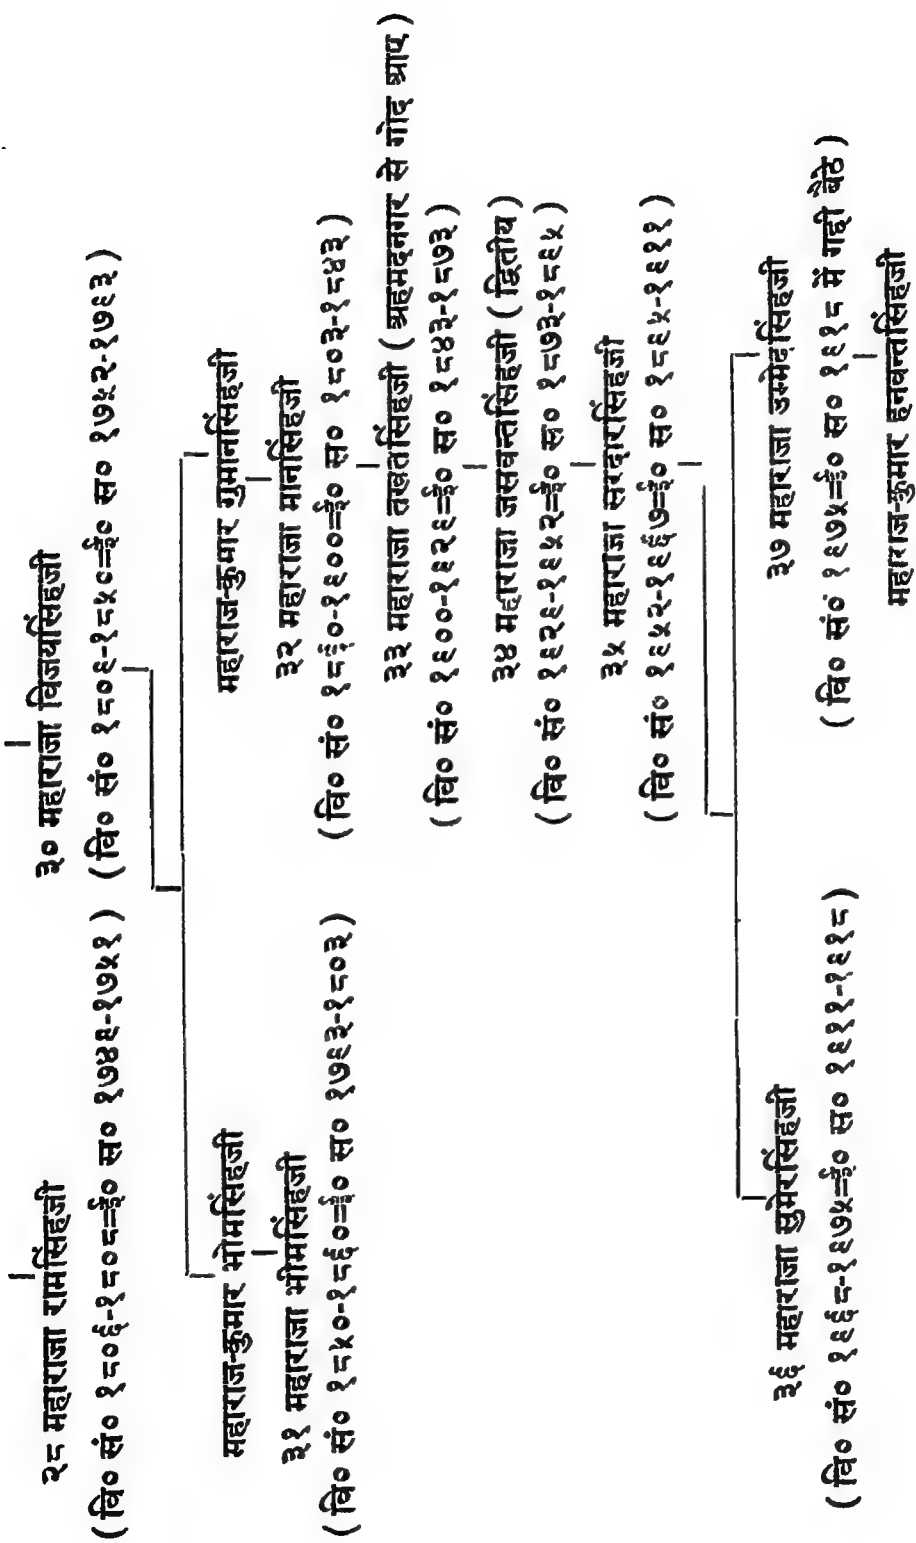 २८ महाराजा रामसिंहजी
( वि० सं० १८०६-१८०८=ई० स० १७४९-१७५१ )
३० महाराजा विजयसिंहजी
( वि० सं० १८०९-१८५०=ई० स० १७५२-१७९३ )
महाराज-कुमार भोमसिंहजी
३१ महाराजा भीमसिंहजी
( वि० सं० १८५०-१८६०=ई० स० १७९३-१८०३ )
महाराज-कुमार गुमानसिंहजी
३२ महाराजा मानसिंहजी
( वि० सं० १८६०-१९००=ई० स० १८०३-१८४३ )
३३ महाराजा तखतसिंहजी ( अहमदनगर से गोद आए )
( वि० सं० १९००-१९२९=ई० स० १८४३-१८७३ )
३४ महाराजा जसवन्तसिंहजी ( द्वितीय )
( वि० सं० १९२९-१९५२=ई० स० १८७३-१८९५ )
३५ महाराजा सरदारसिंहजी
( वि० सं० १९५२-१९६७=ई० स० १८९५-१९११ )
३६ महाराजा सुमेरसिंहजी
( वि० सं० १९६८-१९७५=ई० स० १९११-१९१८ )
३७ महाराजा उम्मेदसिंहजी
( वि० सं० १९७५=ई० स० १९१८ में गद्दी बैठे )
महाराज-कुमार हनवन्तसिंहजी